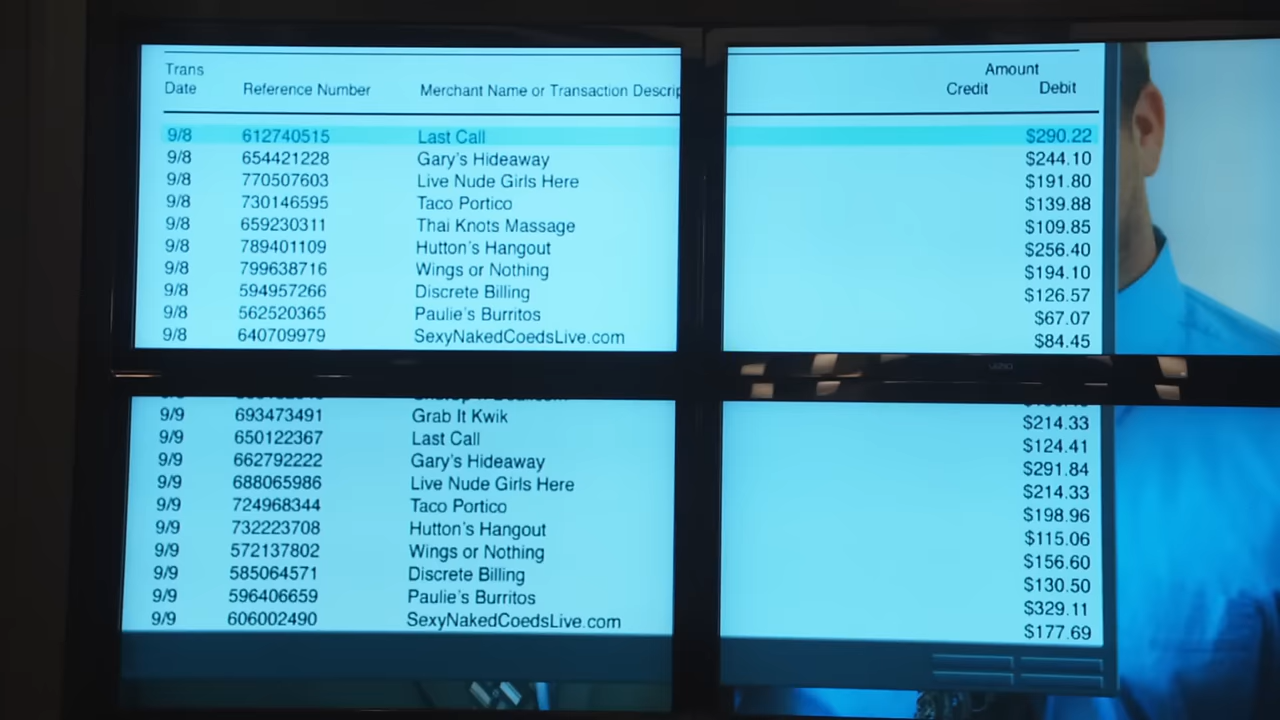 Trans Amount
Date Reference Number Merchant Name or Transaction Credit Debit
9/8 612740515 Last Call $290.22
9/8 654421228 Gary's Hideaway $244.10
9/8 770507603 Live Nude Girls Here $191.80
9/8 730146595 Taco Portico $139.88
9/8 659230311 Thai Knots Massage $109.85
9/8 789401109 Hutton's Hangout $256.40
9/8 799638716 Wings or Nothing $194.10
9/8 594957266 Discrete Billing $126.57
9/8 562520365 Paulie's Burritos $67.07
9/8 640709979 SexyNakedCoedsLive.com $84.45
VIZIO
9/9 693473491 Grab It Kwik $214.33
9/9 650122367 Last Call $124.41
9/9 662792222 Gary's Hideaway $291.84
9/9 688065986 Live Nude Girls Here $214.33
9/9 724968344 Taco Portico $198.96
9/9 732223708 Hutton's Hangout $115.06
9/9 572137802 Wings or Nothing $156.60
9/9 585064571 Discrete Billing $130.50
9/9 596406659 Paulie's Burritos $329.11
9/9 606002490 SexyNakedCoedsLive.com $177.69